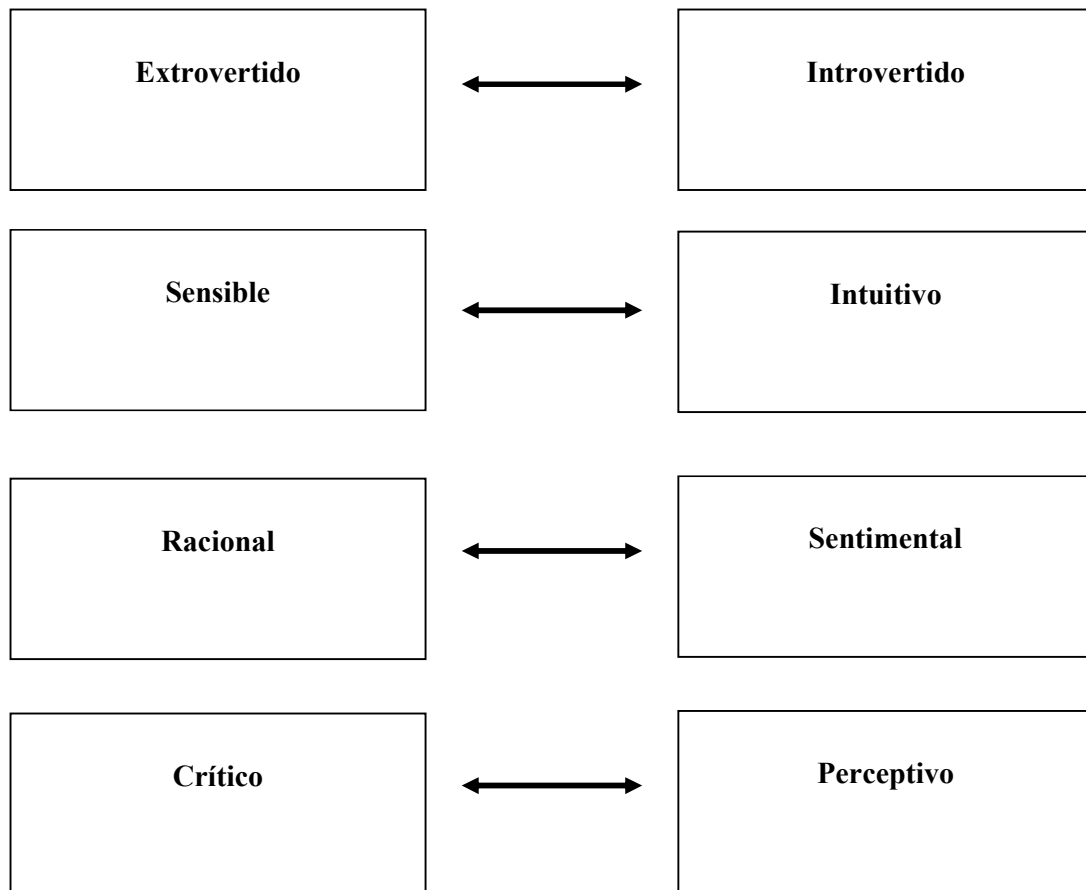 Extrovertido
Introvertido
Sensible
Intuitivo
Racional
Sentimental
Crítico
Perceptivo